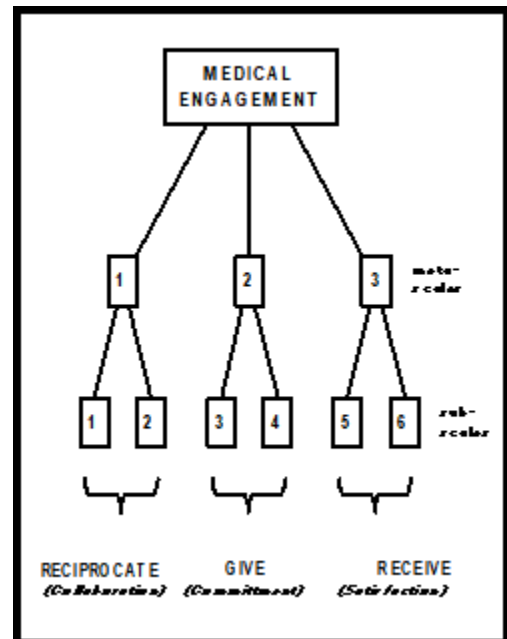 MEDICAL
ENGAGEMENT
1 2 3 meta-
scales
1 2 3 4 5 6 sub-
scales
RECIPROCATE GIVE RECEIVE
(Collaboration) (Committment) (Satisfaction)